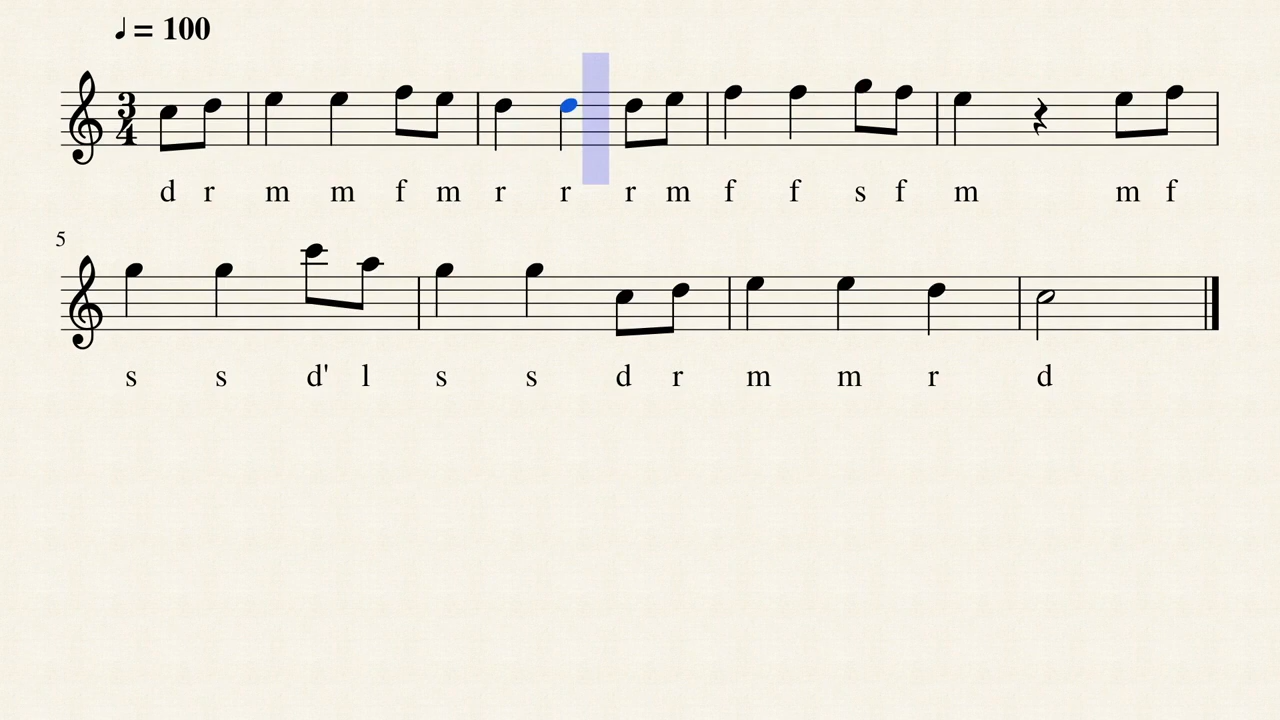 ♩ = 100
3
4
d r m m f m r r r m f f s f m m f
5
s s d' l s s d r m m r d